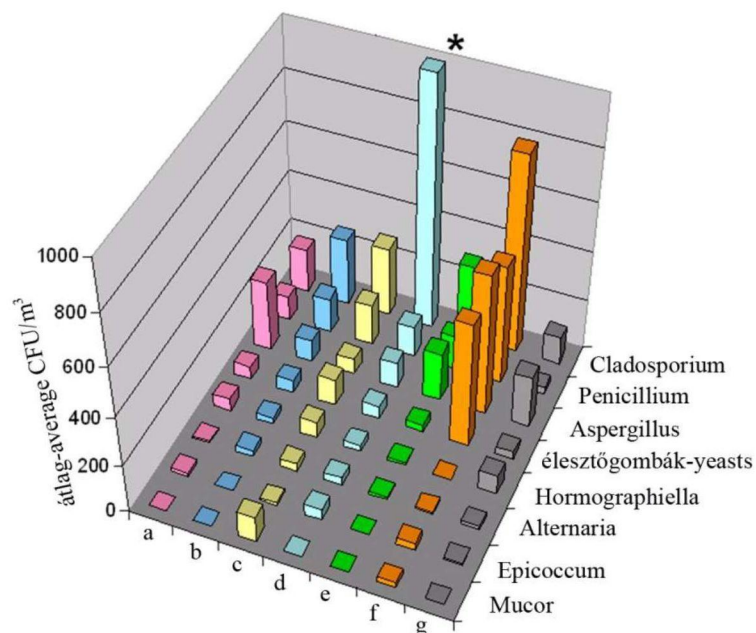 *
1000
800
600
400
200
0
átlag-average CFU/m³
a
b
c
d
e
f
g
Cladosporium
Penicillium
Aspergillus
élesztőgombák-yeasts
Hormographiella
Alternaria
Epicoccum
Mucor